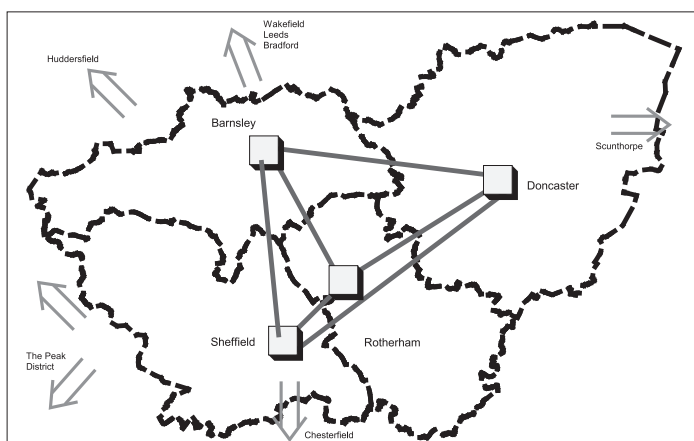 Wakefield
Leeds
Bradford
Huddersfield
Barnsley
Scunthorpe
Doncaster
Sheffield
Rotherham
The Peak
District
Chesterfield